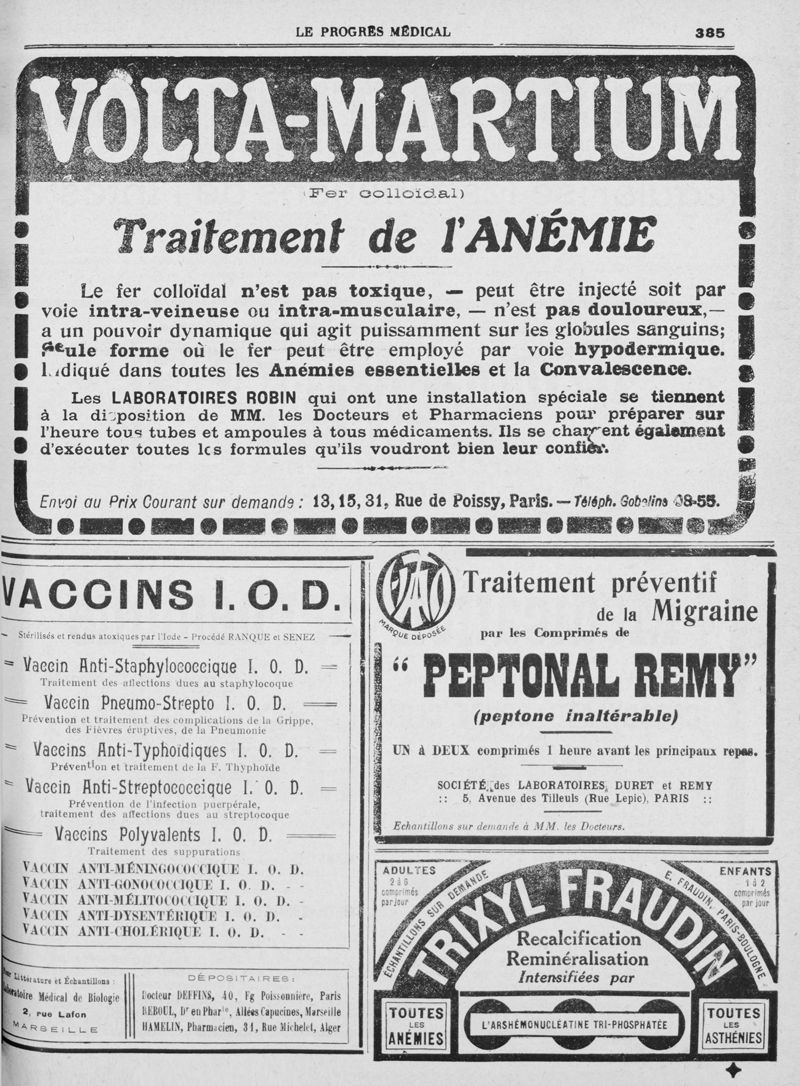 LE PROGRÈS MÉDICAL
385
VOLTA-MARTIUM
(Fer colloïdal)
Traitement de l'ANÉMIE
Le fer colloïdal n'est pas toxique, — peut être injecté soit par
voie intra-veineuse ou intra-musculaire, — n'est pas douloureux,—
a un pouvoir dynamique qui agit puissamment sur les globules sanguins;
seule forme où le fer peut être employé par voie hypodermique.
Indiqué dans toutes les Anémies essentielles et la Convalescence.
Les LABORATOIRES ROBIN qui ont une installation spéciale se tiennent
à la disposition de MM. les Docteurs et Pharmaciens pour préparer sur
l'heure tous tubes et ampoules à tous médicaments. Ils se chargent également
d'exécuter toutes les formules qu'ils voudront bien leur confier.
Envoi au Prix Courant sur demande : 13, 15, 31, Rue de Poissy, Paris. — Téléph. Gobelins 08-55.
VACCINS I. O. D.
— Stérilisés et rendus atoxiques par l'Iode - Procédé RANQUE et SENEZ —
= Vaccin Anti-Staphylococcique I. O. D. =
Traitement des affections dues au staphylocoque
= Vaccin Pneumo-Strepto I. O. D. =
Prévention et traitement des complications de la Grippe,
des Fièvres éruptives, de la Pneumonie
= Vaccins Anti-Typhoïdiques I. O. D. =
Prévention et traitement de la F. Thyphoïde
= Vaccin Anti-Streptococcique I. O. D. =
Prévention de l'infection puerpérale,
traitement des affections dues au streptocoque
= Vaccins Polyvalents I. O. D. =
Traitement des suppurations
VACCIN ANTI-MÉNINGOCOCCIQUE I. O. D.
VACCIN ANTI-GONOCOCCIQUE I. O. D. - -
VACCIN ANTI-MÉLITOCOCCIQUE I. O. D. -
VACCIN ANTI-DYSENTÉRIQUE I. O. D. -
VACCIN ANTI-CHOLÉRIQUE I. O. D. -
Pour Littérature et Échantillons :
Laboratoire Médical de Biologie
2, rue Lafon
MARSEILLE
DÉPOSITAIRES:
Docteur DEFFINS, 40, Fg Poissonnière, Paris
REBOUL, Dr en Phar ie, Allées Capucines, Marseille
HAMELIN, Pharmacien, 31, Rue Michelet, Alger
MARQUE DÉPOSÉE
Traitement préventif
de la Migraine
par les Comprimés de
“ PEPTONAL REMY”
(peptone inaltérable)
UN à DEUX comprimés 1 heure avant les principaux repas.
SOCIÉTÉ des LABORATOIRES DURET et REMY
:: 5, Avenue des Tilleuls (Rue Lepic), PARIS ::
Echantillons sur demande à MM. les Docteurs.
ADULTES
2 à 6
comprimés
par jour
ENFANTS
1 à 2
comprimés
par jour
ÉCHANTILLONS SUR DEMANDE
E. FRAUDIN, PARIS-BOULOGNE
TRIXYL FRAUDIN
Recalcification
Reminéralisation
Intensifiées par
L'ARSHÉMONUCLÉATINE TRI-PHOSPHATÉE
TOUTES
LES
ANÉMIES
TOUTES
LES
ASTHÉNIES